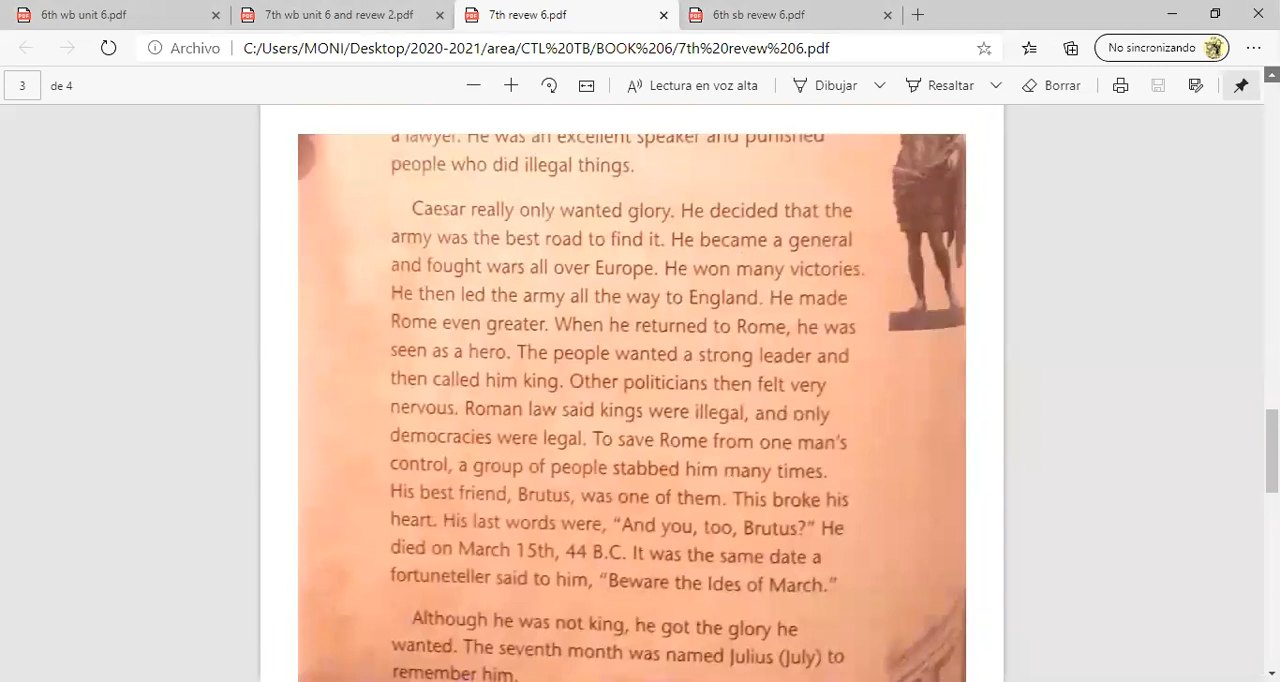 6th wb unit 6.pdf
7th wb unit 6 and revew 2.pdf
7th revew 6.pdf
6th sb revew 6.pdf
Archivo
C:/Users/MONI/Desktop/2020-2021/area/CTL%20TB/BOOK%206/7th%20revew%206.pdf
No sincronizando
3
de 4
Lectura en voz alta
Dibujar
Resaltar
Borrar
a lawyer. He was an excellent speaker and punished
people who did illegal things.
Caesar really only wanted glory. He decided that the
army was the best road to find it. He became a general
and fought wars all over Europe. He won many victories.
He then led the army all the way to England. He made
Rome even greater. When he returned to Rome, he was
seen as a hero. The people wanted a strong leader and
then called him king. Other politicians then felt very
nervous. Roman law said kings were illegal, and only
democracies were legal. To save Rome from one man's
control, a group of people stabbed him many times.
His best friend, Brutus, was one of them. This broke his
heart. His last words were, "And you, too, Brutus?" He
died on March 15th, 44 B.C. It was the same date a
fortuneteller said to him, "Beware the Ides of March."
Although he was not king, he got the glory he
wanted. The seventh month was named Julius (July) to
remember him.